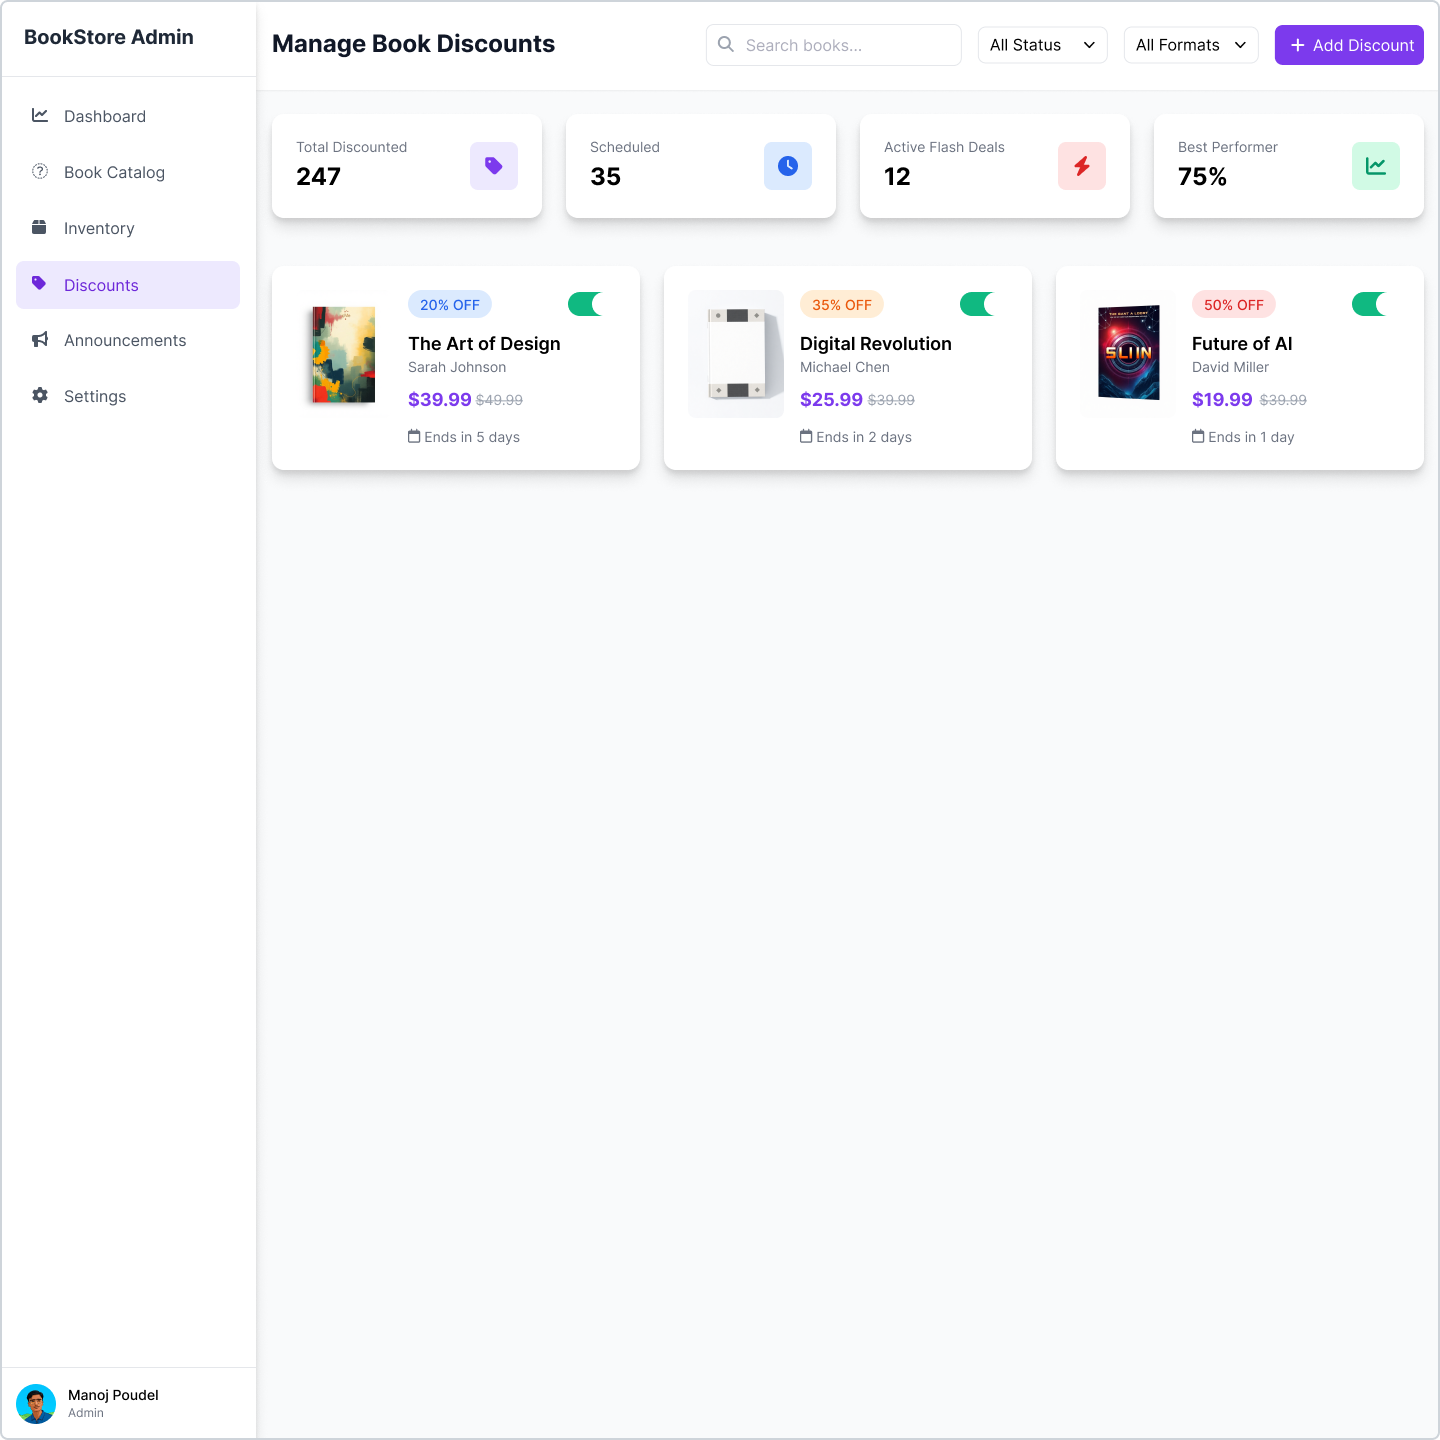 BookStore Admin
Dashboard
Book Catalog
Inventory
Discounts
Announcements
Settings
Manoj Poudel
Admin
Manage Book Discounts
Search books...
All Status
All Formats
Add Discount
Total Discounted
247
Scheduled
35
Active Flash Deals
12
Best Performer
75%
20% OFF
The Art of Design
Sarah Johnson
$39.99 $49.99
Ends in 5 days
35% OFF
Digital Revolution
Michael Chen
$25.99 $39.99
Ends in 2 days
50% OFF
Future of AI
David Miller
$19.99 $39.99
Ends in 1 day